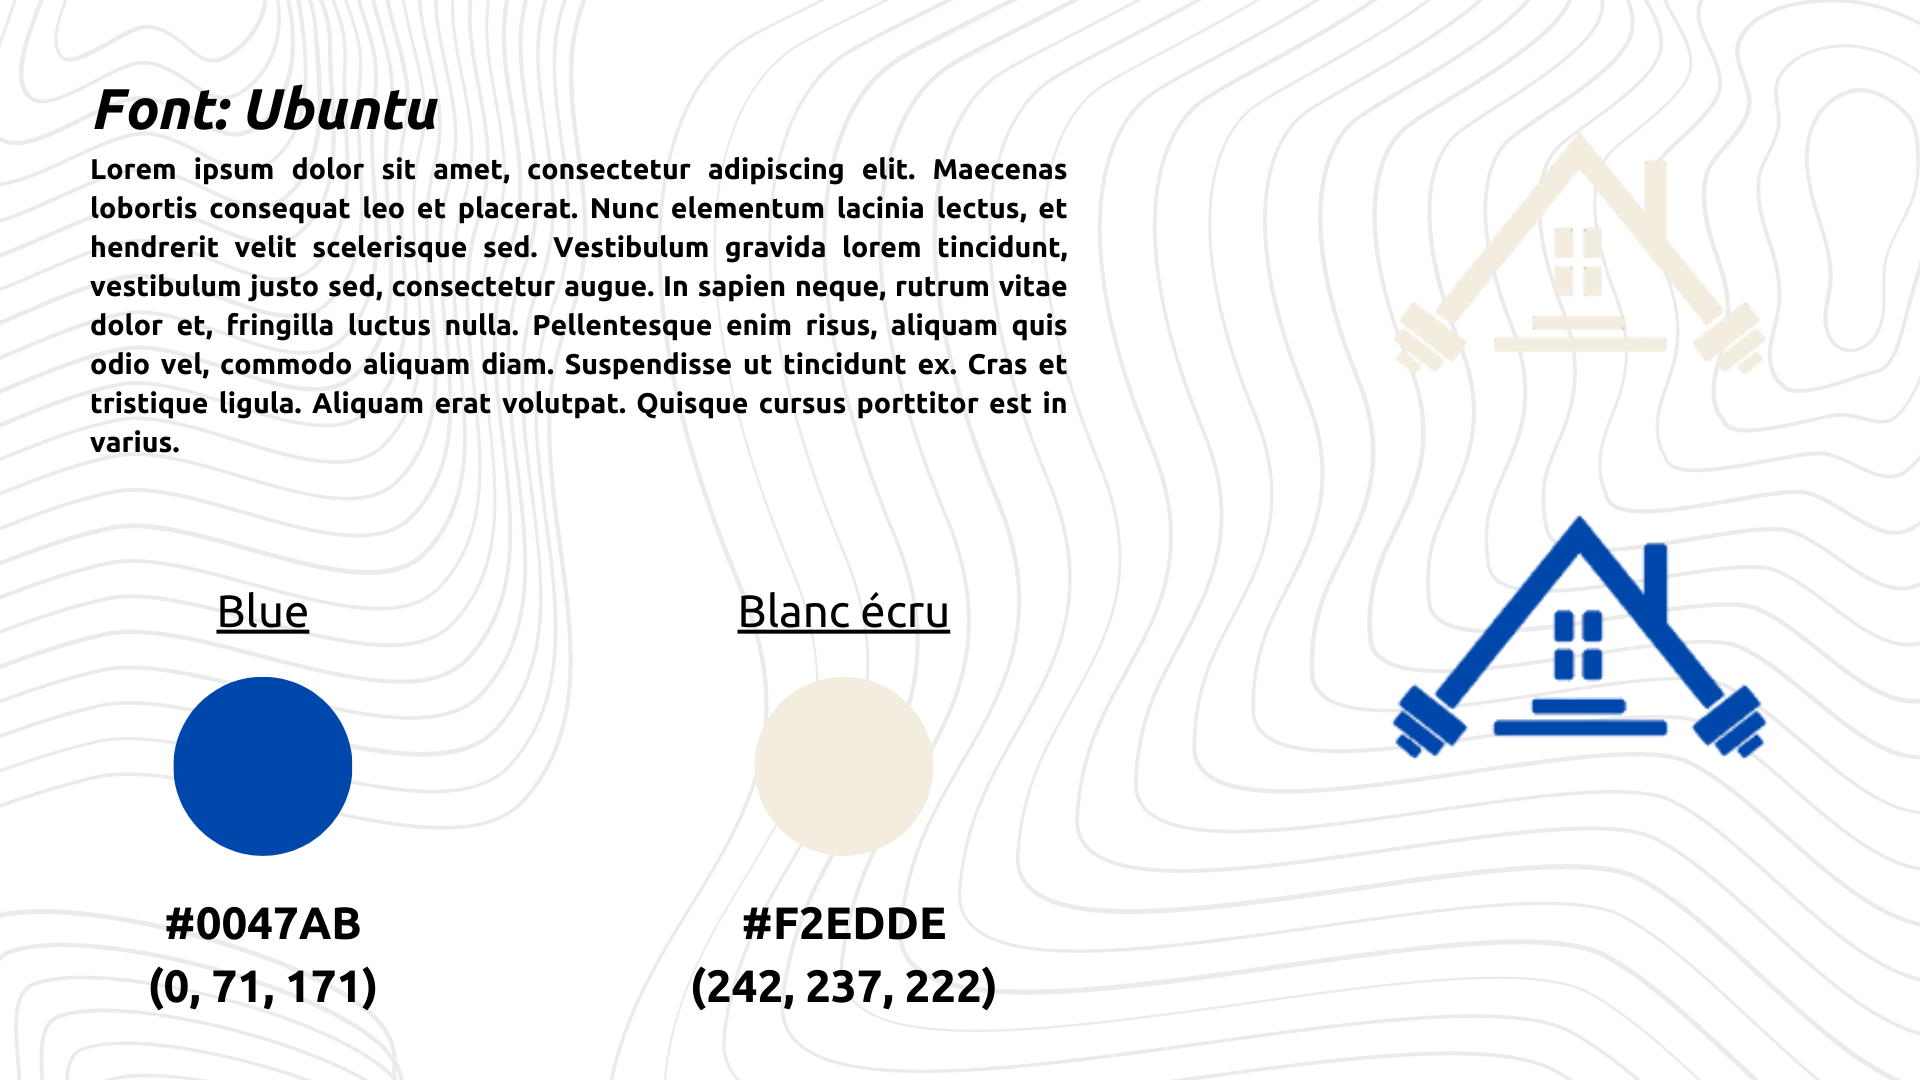 Font: Ubuntu
Lorem ipsum dolor sit amet, consectetur adipiscing elit. Maecenas
lobortis consequat leo et placerat. Nunc elementum lacinia lectus, et
hendrerit velit scelerisque sed. Vestibulum gravida lorem tincidunt,
vestibulum justo sed, consectetur augue. In sapien neque, rutrum vitae
dolor et, fringilla luctus nulla. Pellentesque enim risus, aliquam quis
odio vel, commodo aliquam diam. Suspendisse ut tincidunt ex. Cras et
tristique ligula. Aliquam erat volutpat. Quisque cursus porttitor est in
varius.
Blue
#0047AB
(0, 71, 171)
Blanc écru
#F2EDDE
(242, 237, 222)